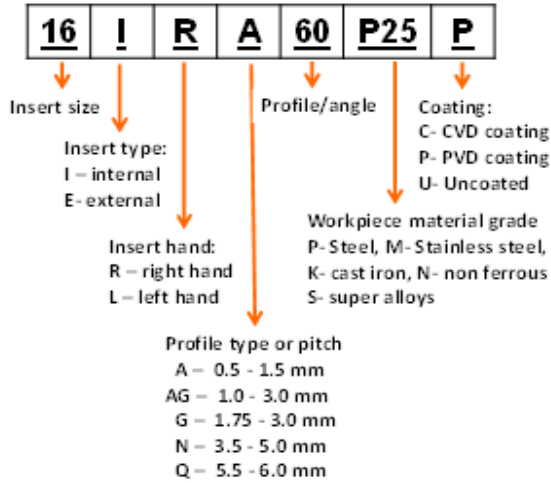 16 I R A 60 P25 P
Insert size
Profile/angle
Coating:
C- CVD coating
P- PVD coating
U- Uncoated
Insert type:
I – internal
E- external
Workpiece material grade
P- Steel, M- Stainless steel,
K- cast iron, N- non ferrous
S- super alloys
Insert hand:
R – right hand
L – left hand
Profile type or pitch
A – 0.5 - 1.5 mm
AG – 1.0 - 3.0 mm
G – 1.75 - 3.0 mm
N – 3.5 - 5.0 mm
Q – 5.5 - 6.0 mm